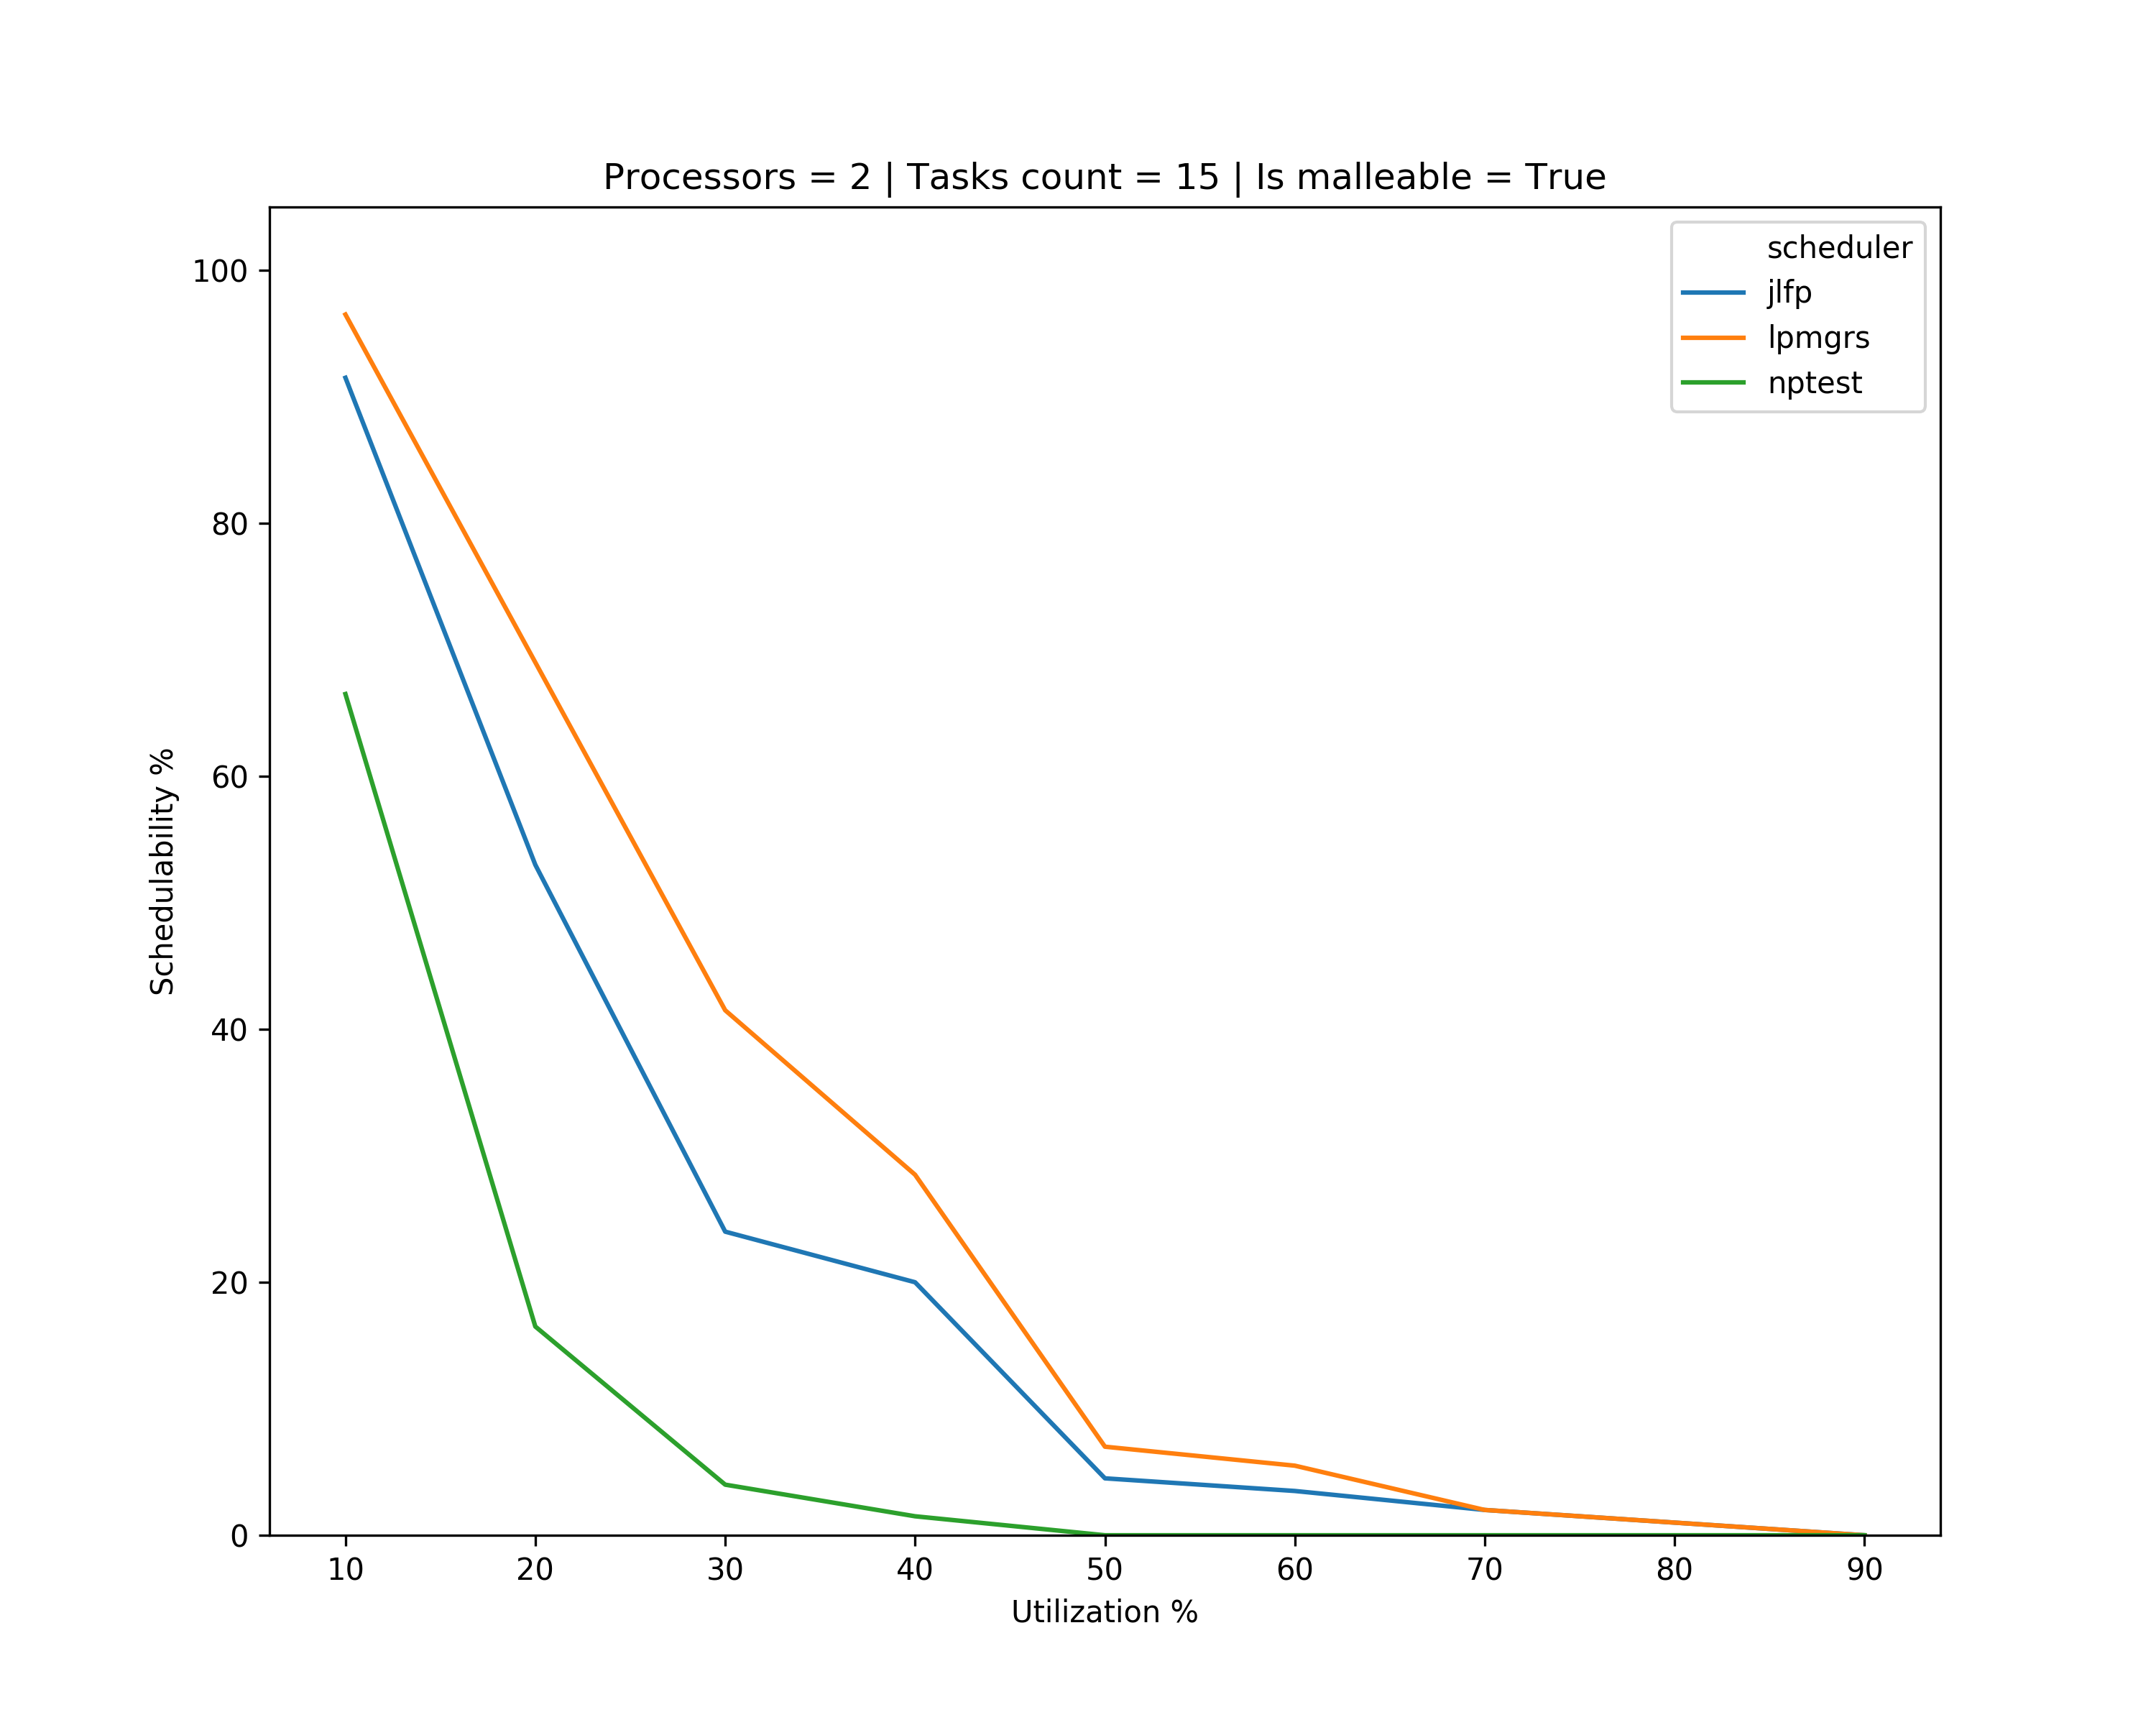 Processors = 2 | Tasks count = 15 | Is malleable = True
scheduler
jlfp
lpmgrs
nptest
Schedulability %
100
80
60
40
20
0
10 20 30 40 50 60 70 80 90
Utilization %